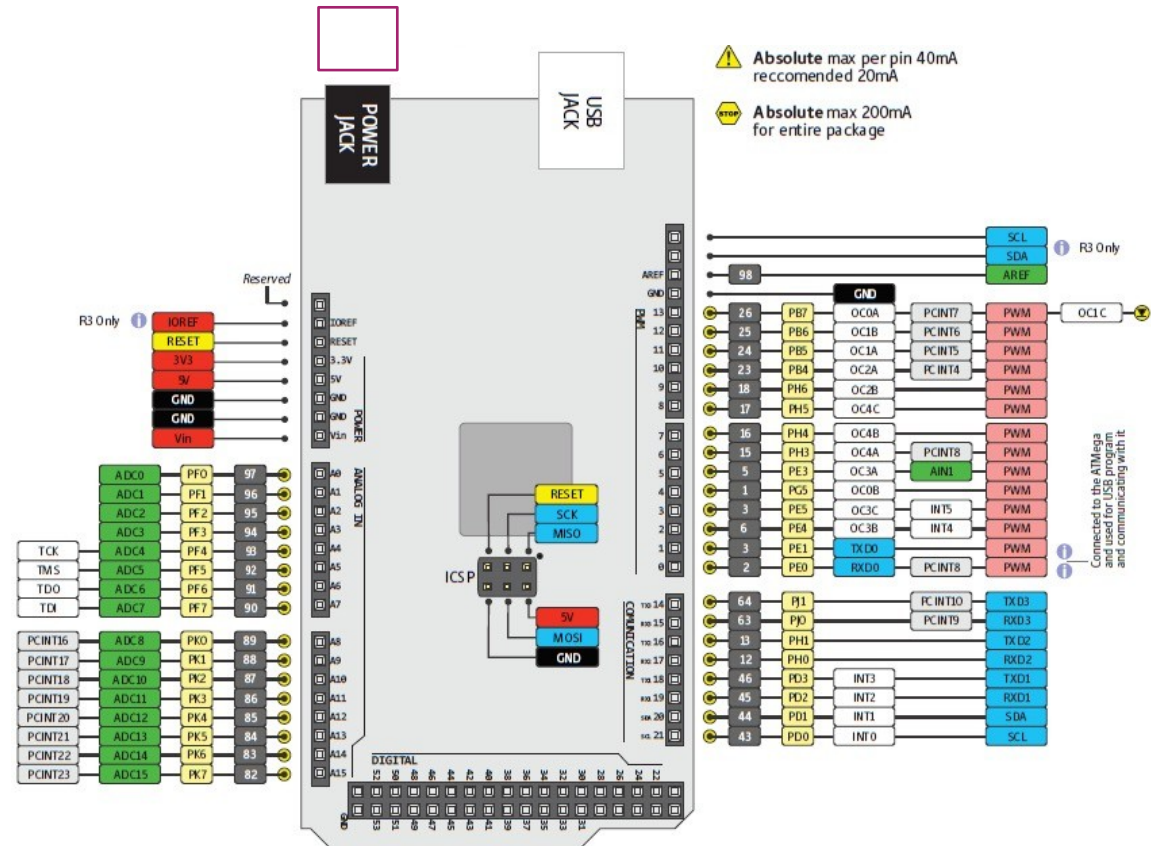 Absolute max per pin 40mA
reccomended 20mA
STOP
Absolute max 200mA
for entire package
POWER
JACK
USB
JACK
SCL
SDA
R3 Only
AREF 98 AREF
GND GND
13 26 PB7 OC0A PCINT7 PWM OC1C
12 25 PB6 OC1B PCINT6 PWM
11 24 PB5 OC1A PCINT5 PWM
10 23 PB4 OC2A PCINT4 PWM
9 18 PH6 OC2B PWM
8 17 PH5 OC4C PWM
PWM
7 16 PH4 OC4B PWM
6 15 PH3 OC4A PCINT8 PWM
5 5 PE3 OC3A AIN1 PWM
4 1 PG5 OC0B PWM
3 3 PE5 OC3C INT5 PWM
2 6 PE4 OC3B INT4 PWM
1 3 PE1 TXD0 PWM
0 2 PE0 RXD0 PCINT8 PWM
Connected to the ATMega
and used for USB program
and communicating with it
TX3 14 64 PJ1 PCINT10 TXD3
RX3 15 63 PJ0 PCINT9 RXD3
TX2 16 13 PH1 TXD2
RX2 17 12 PH0 RXD2
TX1 18 46 PD3 INT3 TXD1
RX1 19 45 PD2 INT2 RXD1
SDA 20 44 PD1 INT1 SDA
SCL 21 43 PD0 INT0 SCL
COMUNICATION
Reserved
R3 Only IOREF IOREF
RESET RESET
3V3 3.3V
5V 5V
GND GND
GND GND
Vin Vin
POWER
ADC0 PF0 97 A0
ADC1 PF1 96 A1
ADC2 PF2 95 A2
ADC3 PF3 94 A3
TCK ADC4 PF4 93 A4
TMS ADC5 PF5 92 A5
TDO ADC6 PF6 91 A6
TDI ADC7 PF7 90 A7
ANALOG IN
PCINT16 ADC8 PK0 89 A8
PCINT17 ADC9 PK1 88 A9
PCINT18 ADC10 PK2 87 A10
PCINT19 ADC11 PK3 86 A11
PCINT20 ADC12 PK4 85 A12
PCINT21 ADC13 PK5 84 A13
PCINT22 ADC14 PK6 83 A14
PCINT23 ADC15 PK7 82 A15
RESET
SCK
MISO
ICSP
5V
MOSI
GND
DIGITAL
52 50 48 46 44 42 40 38 36 34 32 30 28 26 24 22
GND 53 51 49 47 45 43 41 39 37 35 33 31